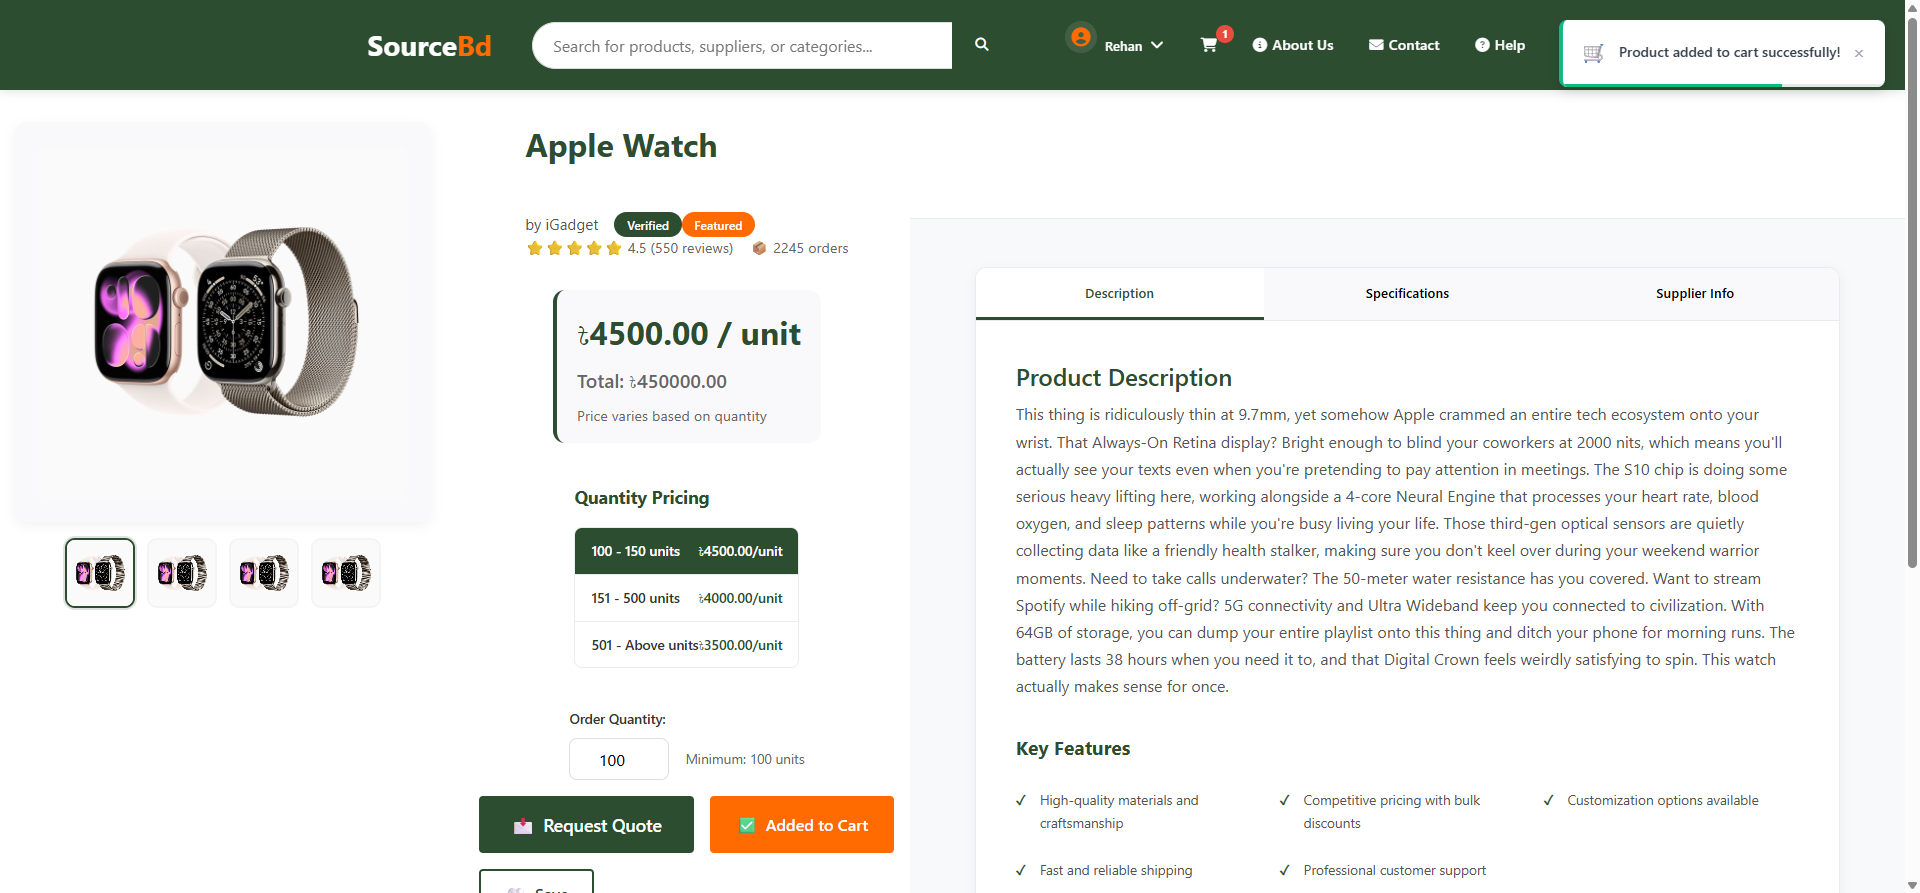 SourceBd
Search for products, suppliers, or categories...
Rehan
1
About Us
Contact
Help
Product added to cart successfully!
Apple Watch
by iGadget
Verified
Featured
4.5 (550 reviews)
2245 orders
৳4500.00 / unit
Total: ৳450000.00
Price varies based on quantity
Quantity Pricing
100 - 150 units ৳4500.00/unit
151 - 500 units ৳4000.00/unit
501 - Above units৳3500.00/unit
Order Quantity:
100
Minimum: 100 units
Request Quote
Added to Cart
Save
Description
Specifications
Supplier Info
Product Description
This thing is ridiculously thin at 9.7mm, yet somehow Apple crammed an entire tech ecosystem onto your
wrist. That Always-On Retina display? Bright enough to blind your coworkers at 2000 nits, which means you'll
actually see your texts even when you're pretending to pay attention in meetings. The S10 chip is doing some
serious heavy lifting here, working alongside a 4-core Neural Engine that processes your heart rate, blood
oxygen, and sleep patterns while you're busy living your life. Those third-gen optical sensors are quietly
collecting data like a friendly health stalker, making sure you don't keel over during your weekend warrior
moments. Need to take calls underwater? The 50-meter water resistance has you covered. Want to stream
Spotify while hiking off-grid? 5G connectivity and Ultra Wideband keep you connected to civilization. With
64GB of storage, you can dump your entire playlist onto this thing and ditch your phone for morning runs. The
battery lasts 38 hours when you need it to, and that Digital Crown feels weirdly satisfying to spin. This watch
actually makes sense for once.
Key Features
✓ High-quality materials and
craftsmanship
✓ Competitive pricing with bulk
discounts
✓ Customization options available
✓ Fast and reliable shipping
✓ Professional customer support